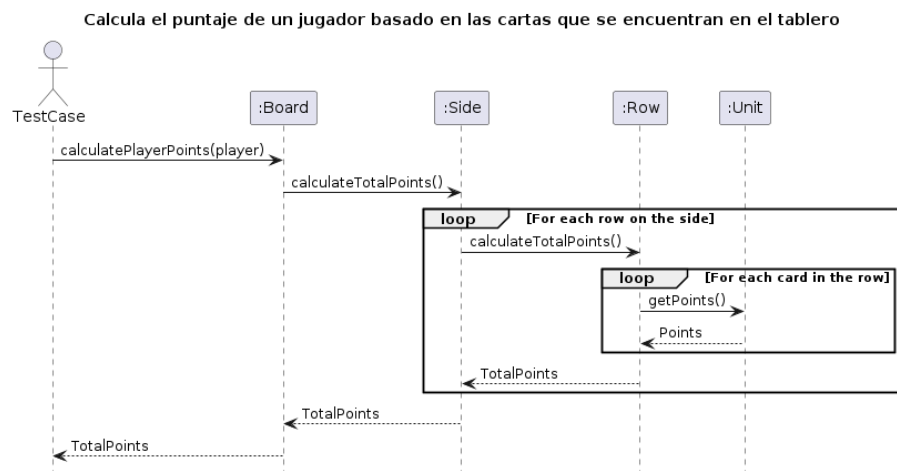 Calcula el puntaje de un jugador basado en las cartas que se encuentran en el tablero
TestCase
:Board
:Side
:Row
:Unit
calculatePlayerPoints(player)
calculateTotalPoints()
loop [For each row on the side]
calculateTotalPoints()
loop [For each card in the row]
getPoints()
Points
TotalPoints
TotalPoints
TotalPoints